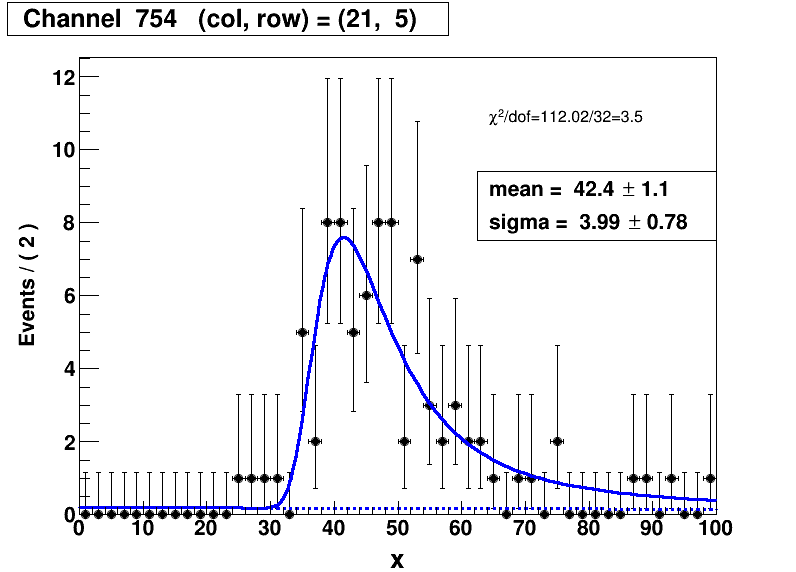 Channel 754 (col, row) = (21, 5)
12
10
8
6
4
2
0
Events / ( 2 )
χ²/dof=112.02/32=3.5
mean = 42.4 ± 1.1
sigma = 3.99 ± 0.78
0 10 20 30 40 50 60 70 80 90 100
x